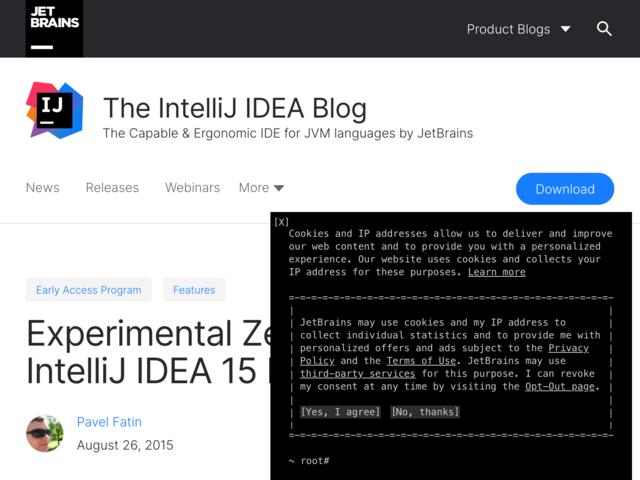 JET
BRAINS
Product Blogs
IJ
The IntelliJ IDEA Blog
The Capable & Ergonomic IDE for JVM languages by JetBrains
News
Releases
Webinars
More
Download
Early Access Program
Features
Experimental Ze
IntelliJ IDEA 15
Pavel Fatin
August 26, 2015
[X]
Cookies and IP addresses allow us to deliver and improve
our web content and to provide you with a personalized
experience. Our website uses cookies and collects your
IP address for these purposes. Learn more
JetBrains may use cookies and my IP address to
collect individual statistics and to provide me with
personalized offers and ads subject to the Privacy
Policy and the Terms of Use. JetBrains may use
third-party services for this purpose. I can revoke
my consent at any time by visiting the Opt-Out page.
[Yes, I agree] [No, thanks]
~ root#